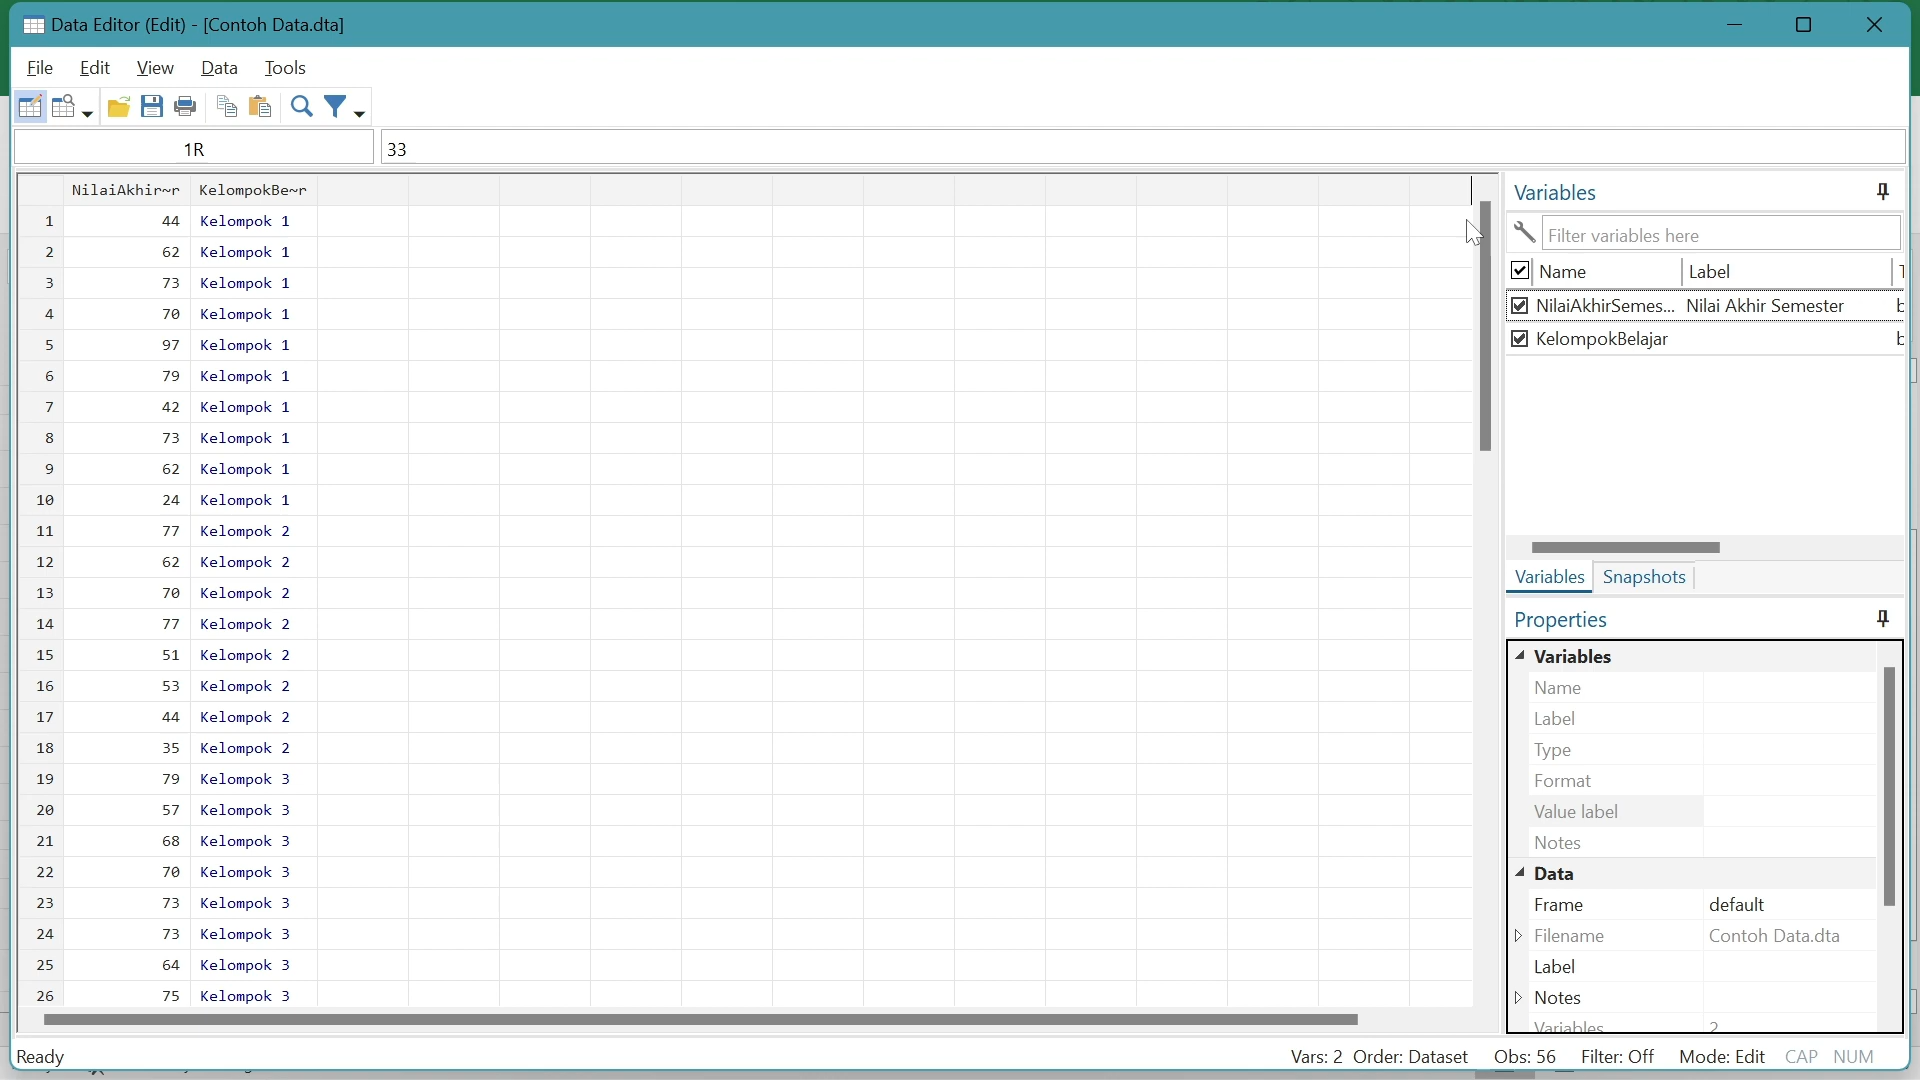 Data Editor (Edit) - [Contoh Data.dta]
File Edit View Data Tools
1R 33
NilaiAkhir~r KelompokBe~r
1 44 Kelompok 1
2 62 Kelompok 1
3 73 Kelompok 1
4 70 Kelompok 1
5 97 Kelompok 1
6 79 Kelompok 1
7 42 Kelompok 1
8 73 Kelompok 1
9 62 Kelompok 1
10 24 Kelompok 1
11 77 Kelompok 2
12 62 Kelompok 2
13 70 Kelompok 2
14 77 Kelompok 2
15 51 Kelompok 2
16 53 Kelompok 2
17 44 Kelompok 2
18 35 Kelompok 2
19 79 Kelompok 3
20 57 Kelompok 3
21 68 Kelompok 3
22 70 Kelompok 3
23 73 Kelompok 3
24 73 Kelompok 3
25 64 Kelompok 3
26 75 Kelompok 3
Variables
Filter variables here
Name Label
NilaiAkhirSemes... Nilai Akhir Semester
KelompokBelajar
Variables Snapshots
Properties
Variables
Name
Label
Type
Format
Value label
Notes
Data
Frame default
Filename Contoh Data.dta
Label
Notes
Variables 2
Ready Vars: 2 Order: Dataset Obs: 56 Filter: Off Mode: Edit CAP NUM